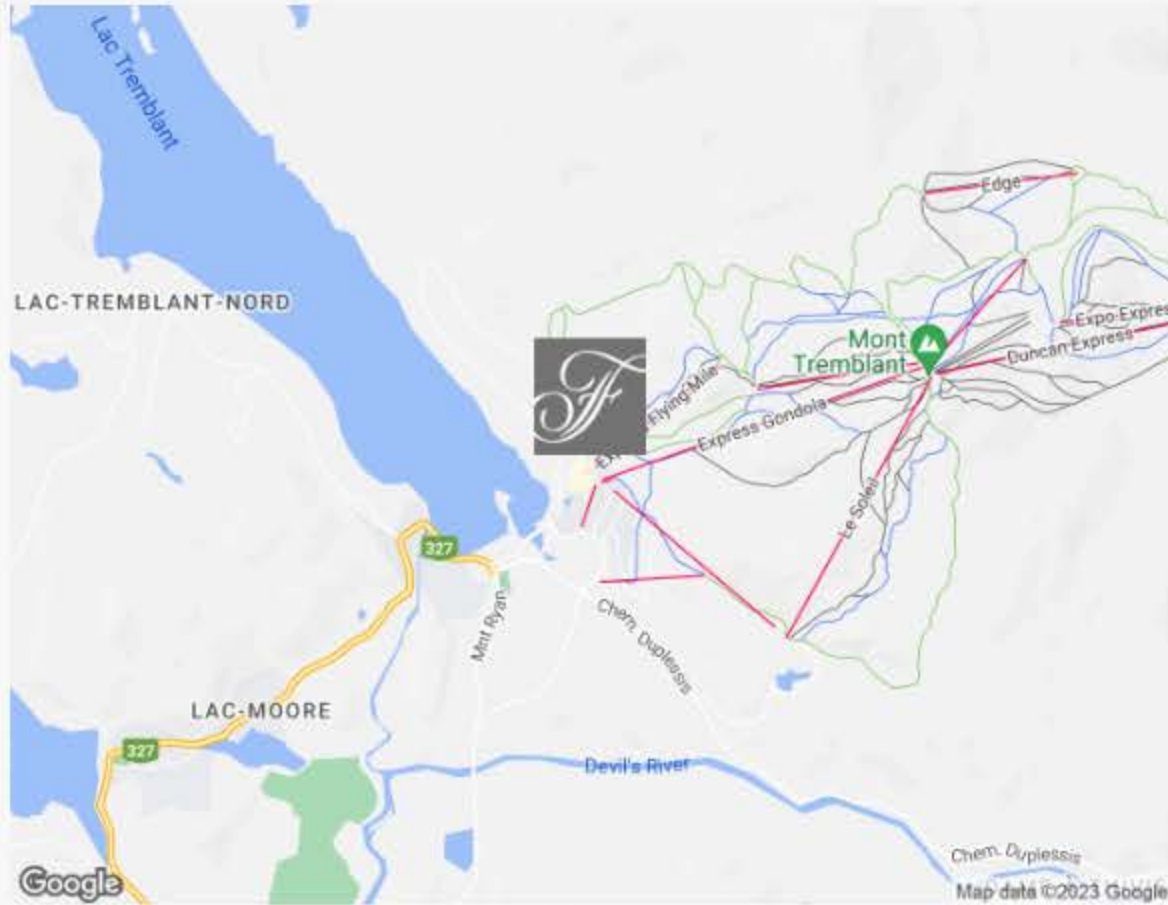 Lac Tremblant
Edge
LAC-TREMBLANT-NORD
Mont
Tremblant
Expo Expres
Duncan Express
Flying Mile
Express Gondola
Le Soleil
327
Mnt Ryan
Chem. Duplessis
LAC-MOORE
327
Devil's River
Chem. Duplessis
Google
Map data ©2023 Google